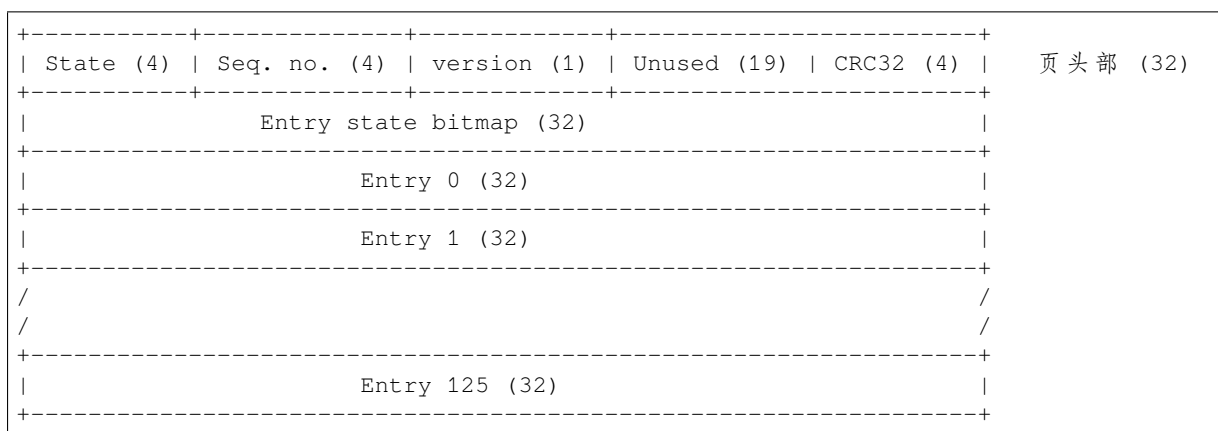 +-----------+--------------+-------------+-------------------------+
| State (4) | Seq. no. (4) | version (1) | Unused (19) | CRC32 (4) | 页头部 (32)
+-----------+--------------+-------------+-------------------------+
| Entry state bitmap (32) |
+------------------------------------------------------------------+
| Entry 0 (32) |
+------------------------------------------------------------------+
| Entry 1 (32) |
+------------------------------------------------------------------+
/ /
/ /
+------------------------------------------------------------------+
| Entry 125 (32) |
+------------------------------------------------------------------+